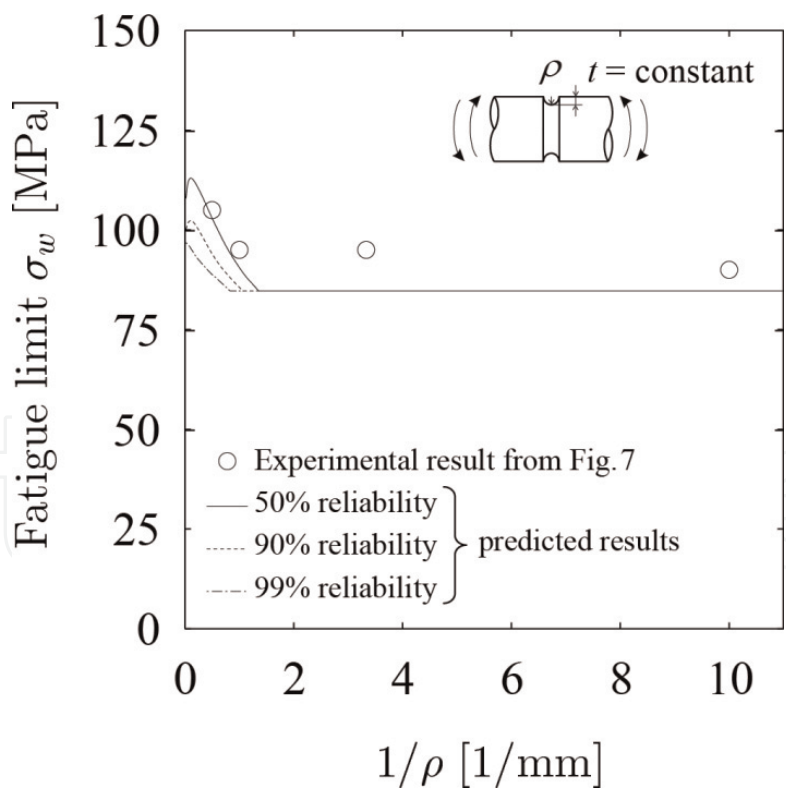 150
125
100
75
50
25
0
Fatigue limit σ_w [MPa]
ρ t = constant
Experimental result from Fig.7
50% reliability
90% reliability
99% reliability
predicted results
0 2 4 6 8 10
1/ρ [1/mm]